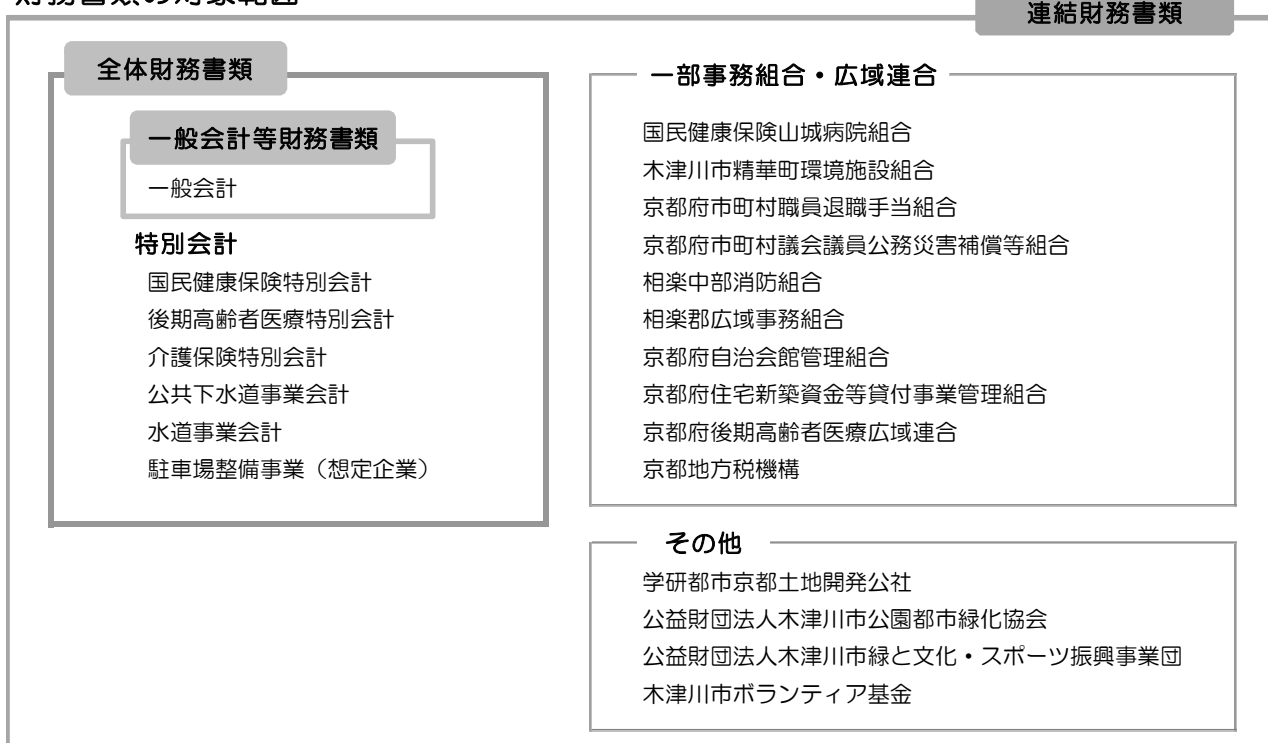 財務書類の対象範囲
連結財務書類
全体財務書類
一般会計等財務書類
一般会計
特別会計
国民健康保険特別会計
後期高齢者医療特別会計
介護保険特別会計
公共下水道事業会計
水道事業会計
駐車場整備事業（想定企業）
一部事務組合・広域連合
国民健康保険山城病院組合
木津川市精華町環境施設組合
京都府市町村職員退職手当組合
京都府市町村議会議員公務災害補償等組合
相楽中部消防組合
相楽郡広域事務組合
京都府自治会館管理組合
京都府住宅新築資金等貸付事業管理組合
京都府後期高齢者医療広域連合
京都地方税機構
その他
学研都市京都土地開発公社
公益財団法人木津川市公園都市緑化協会
公益財団法人木津川市緑と文化・スポーツ振興事業団
木津川市ボランティア基金